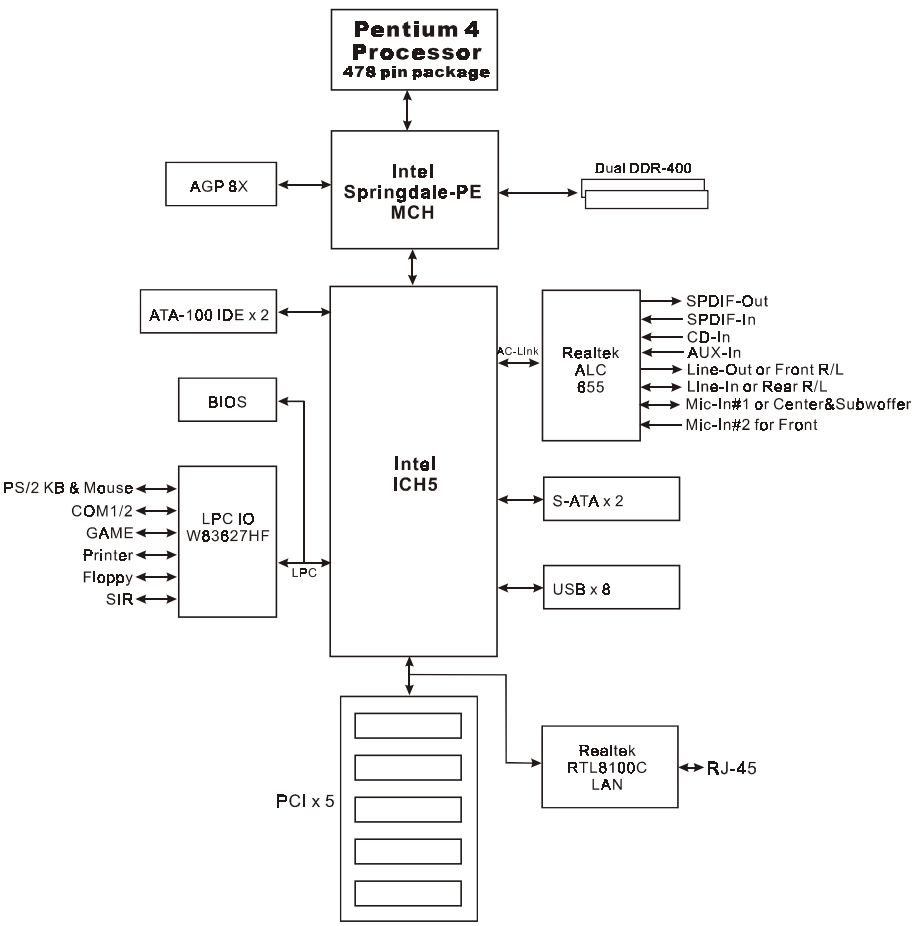 Pentium 4
Processor
478 pin package
Intel
Springdale-PE
MCH
AGP 8X
Dual DDR-400
ATA-100 IDE x 2
BIOS
PS/2 KB & Mouse
COM1/2
GAME
Printer
Floppy
SIR
LPC IO
W83627HF
LPC
Intel
ICH5
AC-Link
Realtek
ALC
655
SPDIF-Out
SPDIF-In
CD-In
AUX-In
Line-Out or Front R/L
Line-In or Rear R/L
Mic-In#1 or Center&Subwoffer
Mic-In#2 for Front
S-ATA x 2
USB x 8
PCI x 5
Realtek
RTL8100C
LAN
RJ-45